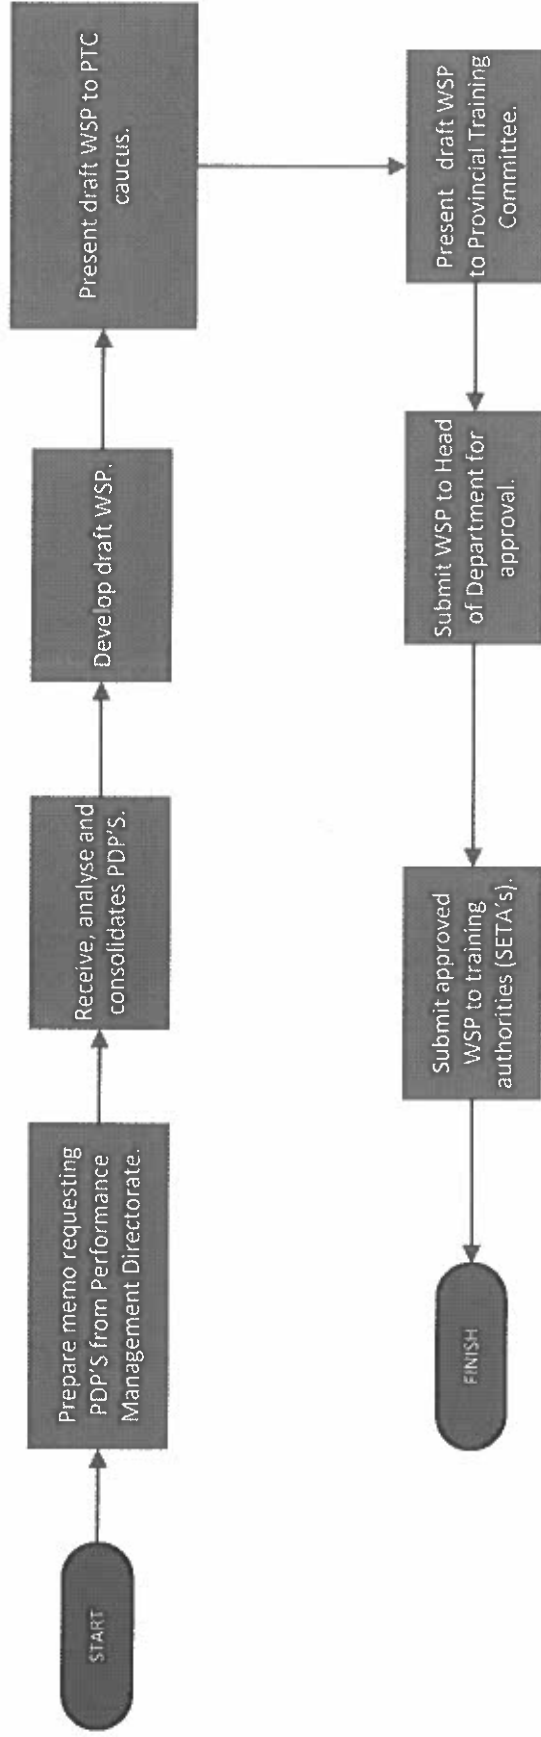 START
Prepare memo requesting
PDP'S from Performance
Management Directorate.
Receive, analyse and
consolidates PDP'S.
Develop draft WSP.
Present draft WSP to PTC
caucus.
Present draft WSP
to Provincial Training
Committee.
Submit WSP to Head
of Department for
approval.
Submit approved
WSP to training
authorities (SETA's).
FINISH